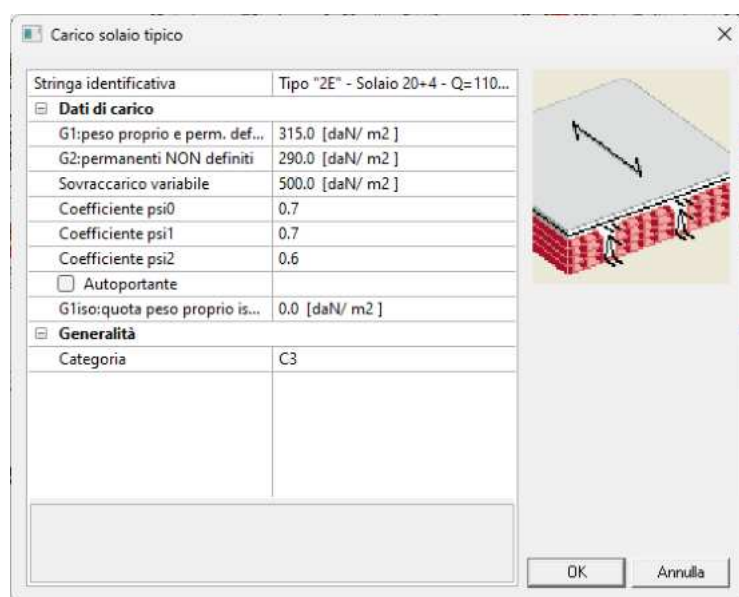 Carico solaio tipico
Stringa identificativa Tipo "2E" - Solaio 20+4 - Q=110...
Dati di carico
G1:peso proprio e perm. def... 315.0 [daN/ m2 ]
G2:permanenti NON definiti 290.0 [daN/ m2 ]
Sovraccarico variabile 500.0 [daN/ m2 ]
Coefficiente psi0 0.7
Coefficiente psi1 0.7
Coefficiente psi2 0.6
Autoportante
G1iso:quota peso proprio is... 0.0 [daN/ m2 ]
Generalità
Categoria C3
OK Annulla